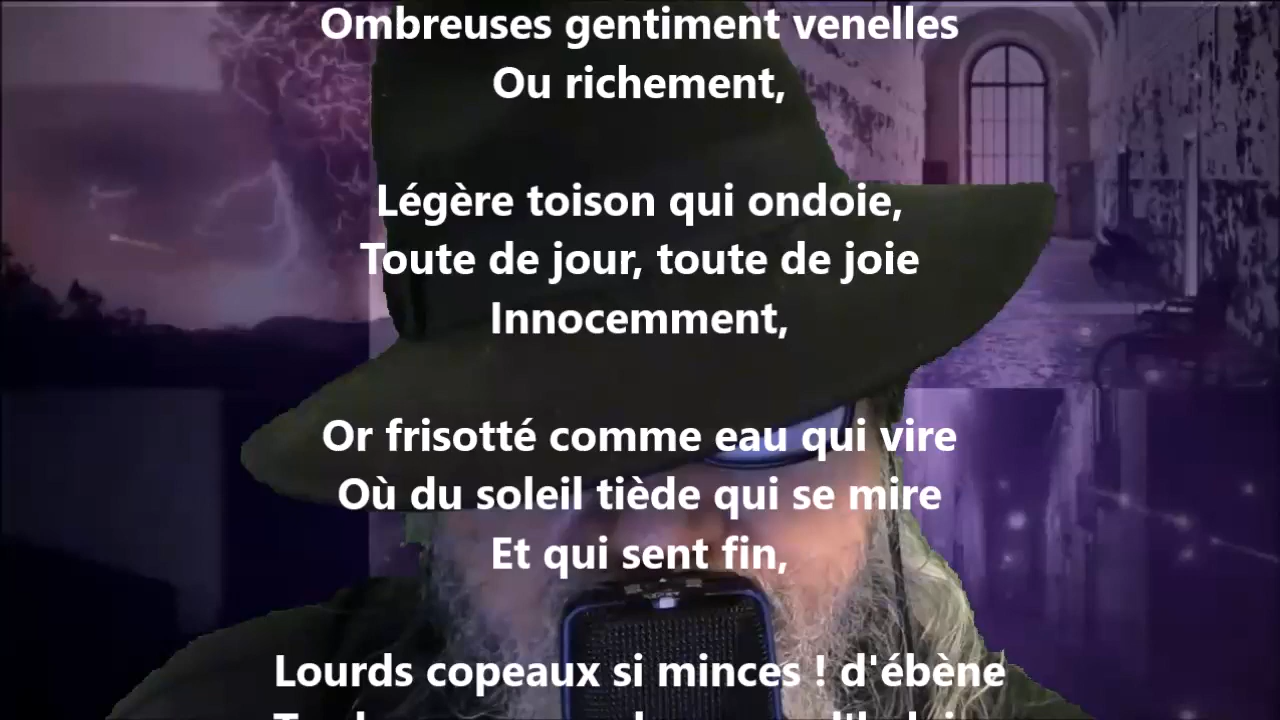 Ombreuses gentiment venelles
Ou richement,
Légère toison qui ondoie,
Toute de jour, toute de joie
Innocemment,
Or frisotté comme eau qui vire
Où du soleil tiède qui se mire
Et qui sent fin,
Lourds copeaux si minces ! d'ébène